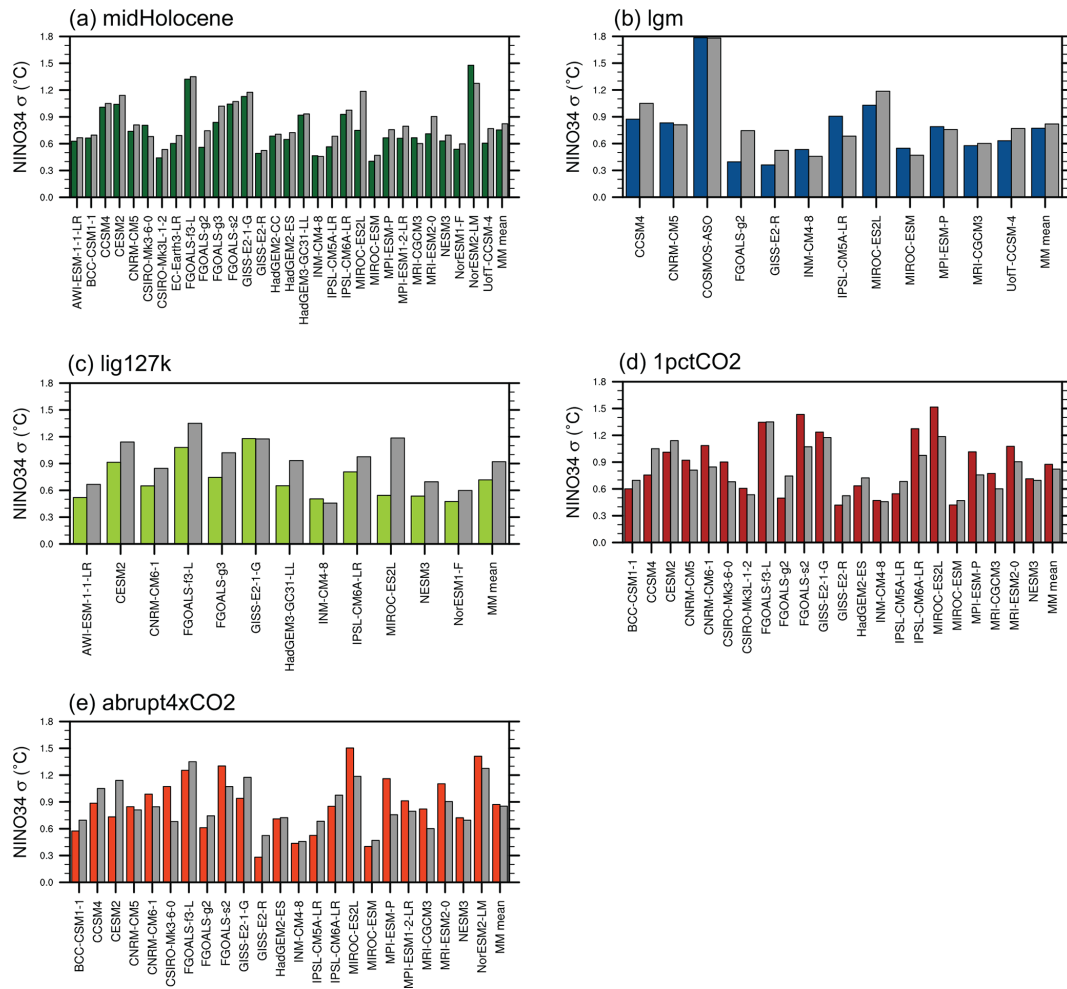 (a) midHolocene
NINO34 σ (°C)
1.8
1.5
1.2
0.9
0.6
0.3
0.0
AWI-ESM-1-1-LR
BCC-CSM1-1
CCSM4
CESM2
CNRM-CM5
CSIRO-Mk3-6-0
CSIRO-Mk3L-1-2
EC-Earth3-LR
FGOALS-f3-L
FGOALS-g2
FGOALS-g3
FGOALS-s2
GISS-E2-1-G
GISS-E2-R
HadGEM2-CC
HadGEM2-ES
HadGEM3-GC31-LL
INM-CM4-8
IPSL-CM5A-LR
IPSL-CM6A-LR
MIROC-ES2L
MIROC-ESM
MPI-ESM-P
MPI-ESM1-2-LR
MRI-CGCM3
MRI-ESM2-0
NESM3
NorESM1-F
NorESM2-LM
UofT-CCSM-4
MM mean
(b) lgm
NINO34 σ (°C)
1.8
1.5
1.2
0.9
0.6
0.3
0.0
CCSM4
CNRM-CM5
COSMOS-ASO
FGOALS-g2
GISS-E2-R
INM-CM4-8
IPSL-CM5A-LR
MIROC-ES2L
MIROC-ESM
MPI-ESM-P
MRI-CGCM3
UofT-CCSM-4
MM mean
(c) lig127k
NINO34 σ (°C)
1.8
1.5
1.2
0.9
0.6
0.3
0.0
AWI-ESM-1-1-LR
CESM2
CNRM-CM6-1
FGOALS-f3-L
FGOALS-g3
GISS-E2-1-G
HadGEM3-GC31-LL
INM-CM4-8
IPSL-CM6A-LR
MIROC-ES2L
NESM3
NorESM1-F
MM mean
(d) 1pctCO2
NINO34 σ (°C)
1.8
1.5
1.2
0.9
0.6
0.3
0.0
BCC-CSM1-1
CCSM4
CESM2
CNRM-CM5
CNRM-CM6-1
CSIRO-Mk3-6-0
CSIRO-Mk3L-1-2
FGOALS-f3-L
FGOALS-g2
FGOALS-s2
GISS-E2-1-G
GISS-E2-R
HadGEM2-ES
INM-CM4-8
IPSL-CM5A-LR
IPSL-CM6A-LR
MIROC-ES2L
MIROC-ESM
MPI-ESM-P
MRI-CGCM3
MRI-ESM2-0
NESM3
MM mean
(e) abrupt4xCO2
NINO34 σ (°C)
1.8
1.5
1.2
0.9
0.6
0.3
0.0
BCC-CSM1-1
CCSM4
CESM2
CNRM-CM5
CNRM-CM6-1
CSIRO-Mk3-6-0
FGOALS-f3-L
FGOALS-g2
FGOALS-s2
GISS-E2-1-G
GISS-E2-R
HadGEM2-ES
INM-CM4-8
IPSL-CM5A-LR
IPSL-CM6A-LR
MIROC-ES2L
MIROC-ESM
MPI-ESM-P
MPI-ESM1-2-LR
MRI-CGCM3
MRI-ESM2-0
NESM3
NorESM2-LM
MM mean